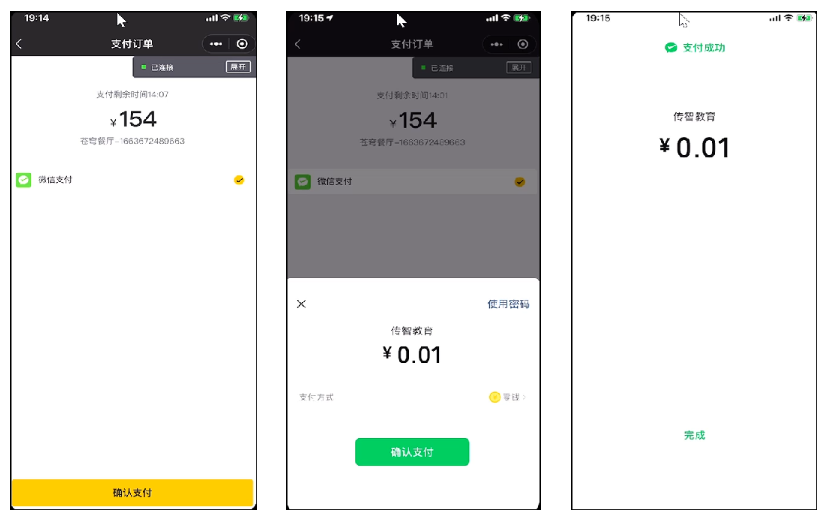 19:14
支付订单
已连接
展开
支付剩余时间14:07
¥154
苍穹餐厅-1663672489663
微信支付
确认支付
19:15
支付订单
已连接
展开
支付剩余时间14:01
¥154
苍穹餐厅-1663672489663
微信支付
使用密码
传智教育
¥0.01
支付方式
零钱
确认支付
19:15
支付成功
传智教育
¥0.01
完成